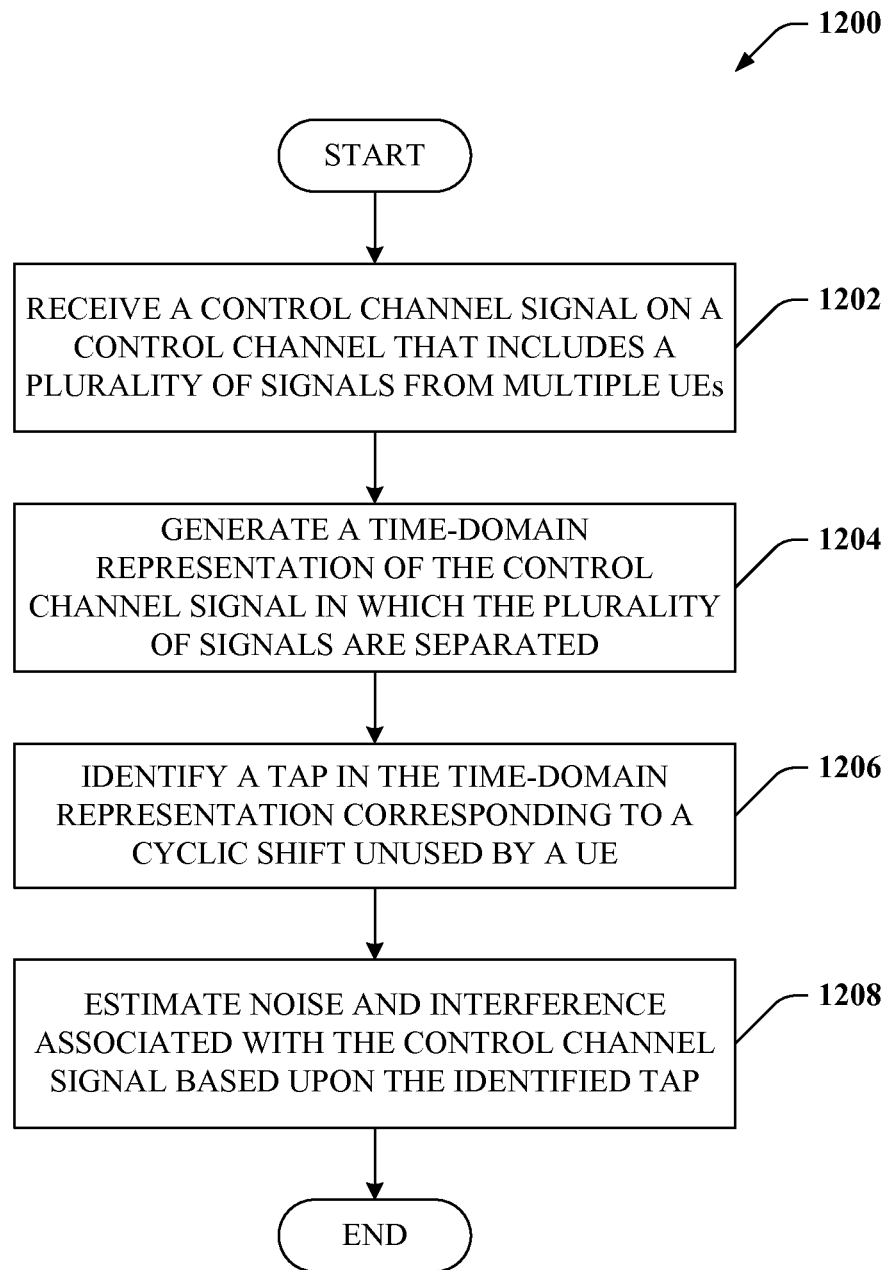 1200
START
RECEIVE A CONTROL CHANNEL SIGNAL ON A
CONTROL CHANNEL THAT INCLUDES A
PLURALITY OF SIGNALS FROM MULTIPLE UEs
1202
GENERATE A TIME-DOMAIN
REPRESENTATION OF THE CONTROL
CHANNEL SIGNAL IN WHICH THE PLURALITY
OF SIGNALS ARE SEPARATED
1204
IDENTIFY A TAP IN THE TIME-DOMAIN
REPRESENTATION CORRESPONDING TO A
CYCLIC SHIFT UNUSED BY A UE
1206
ESTIMATE NOISE AND INTERFERENCE
ASSOCIATED WITH THE CONTROL CHANNEL
SIGNAL BASED UPON THE IDENTIFIED TAP
1208
END